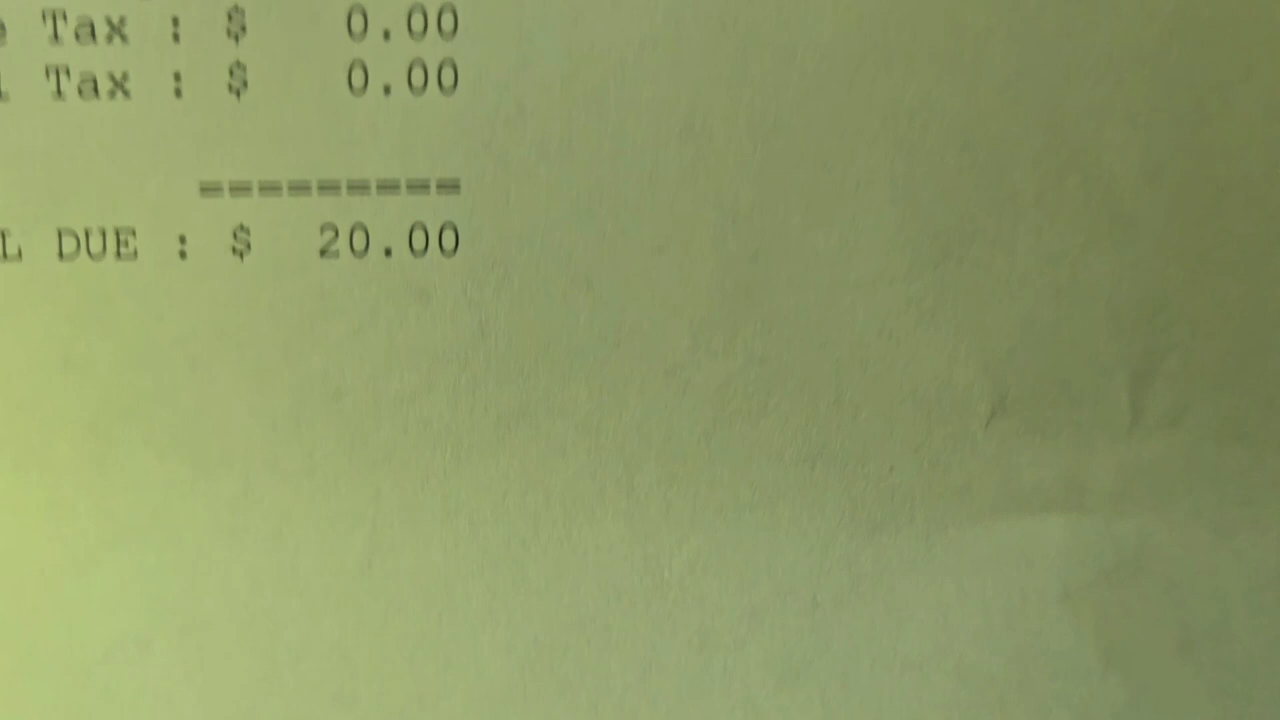 Tax : $ 0.00
Tax : $ 0.00
=========
DUE : $ 20.00